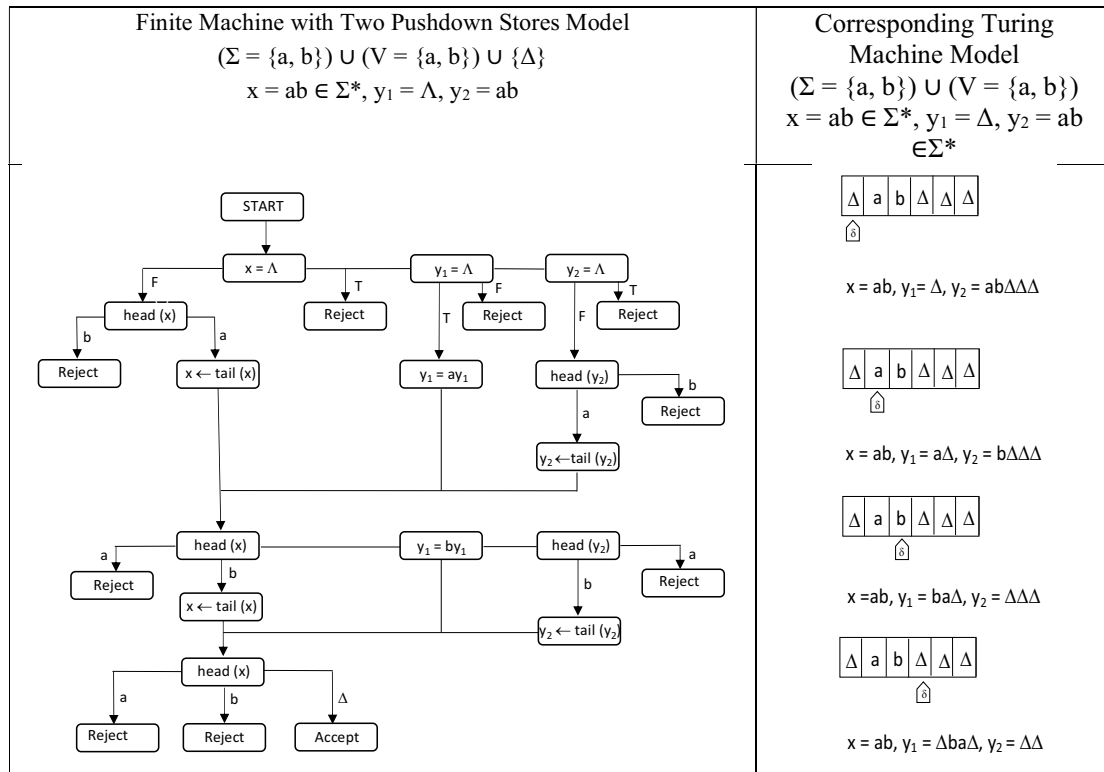 Finite Machine with Two Pushdown Stores Model
(Σ = {a, b}) ∪ (V = {a, b}) ∪ {Δ}
x = ab ∈ Σ*, y₁ = Λ, y₂ = ab
Corresponding Turing
Machine Model
(Σ = {a, b}) ∪ (V = {a, b})
x = ab ∈ Σ*, y₁ = Δ, y₂ = ab
∈Σ*
START
x = Λ
y₁ = Λ
y₂ = Λ
F
T
F
T
head (x)
Reject
T
Reject
F
Reject
b
a
Reject
x ← tail (x)
y₁ = ay₁
head (y₂)
b
Reject
a
y₂ ← tail (y₂)
head (x)
y₁ = by₁
head (y₂)
a
b
b
a
Reject
Reject
x ← tail (x)
y₂ ← tail (y₂)
head (x)
a
b
Δ
Reject
Reject
Accept
Δ a b Δ Δ Δ
δ
x = ab, y₁= Δ, y₂ = abΔΔΔ
Δ a b Δ Δ Δ
δ
x = ab, y₁ = aΔ, y₂ = bΔΔΔ
Δ a b Δ Δ Δ
δ
x =ab, y₁ = baΔ, y₂ = ΔΔΔ
Δ a b Δ Δ Δ
δ
x = ab, y₁ = ΔbaΔ, y₂ = ΔΔ